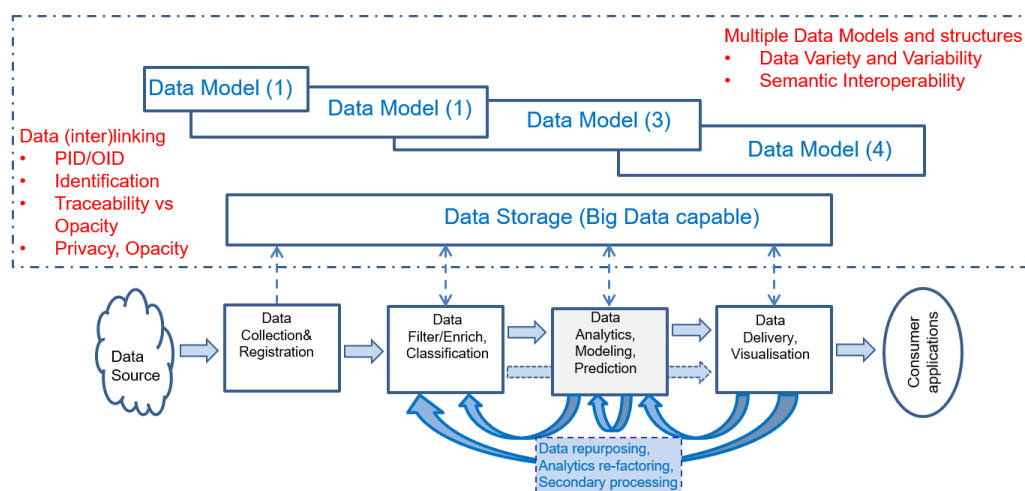 Multiple Data Models and structures
• Data Variety and Variability
• Semantic Interoperability
Data Model (1)
Data Model (1)
Data Model (3)
Data Model (4)
Data (inter)linking
• PID/OID
• Identification
• Traceability vs
Opacity
• Privacy, Opacity
Data Storage (Big Data capable)
Data
Source
Data
Collection&
Registration
Data
Filter/Enrich,
Classification
Data
Analytics,
Modeling,
Prediction
Data
Delivery,
Visualisation
Consumer
applications
Data repurposing,
Analytics re-factoring,
Secondary processing